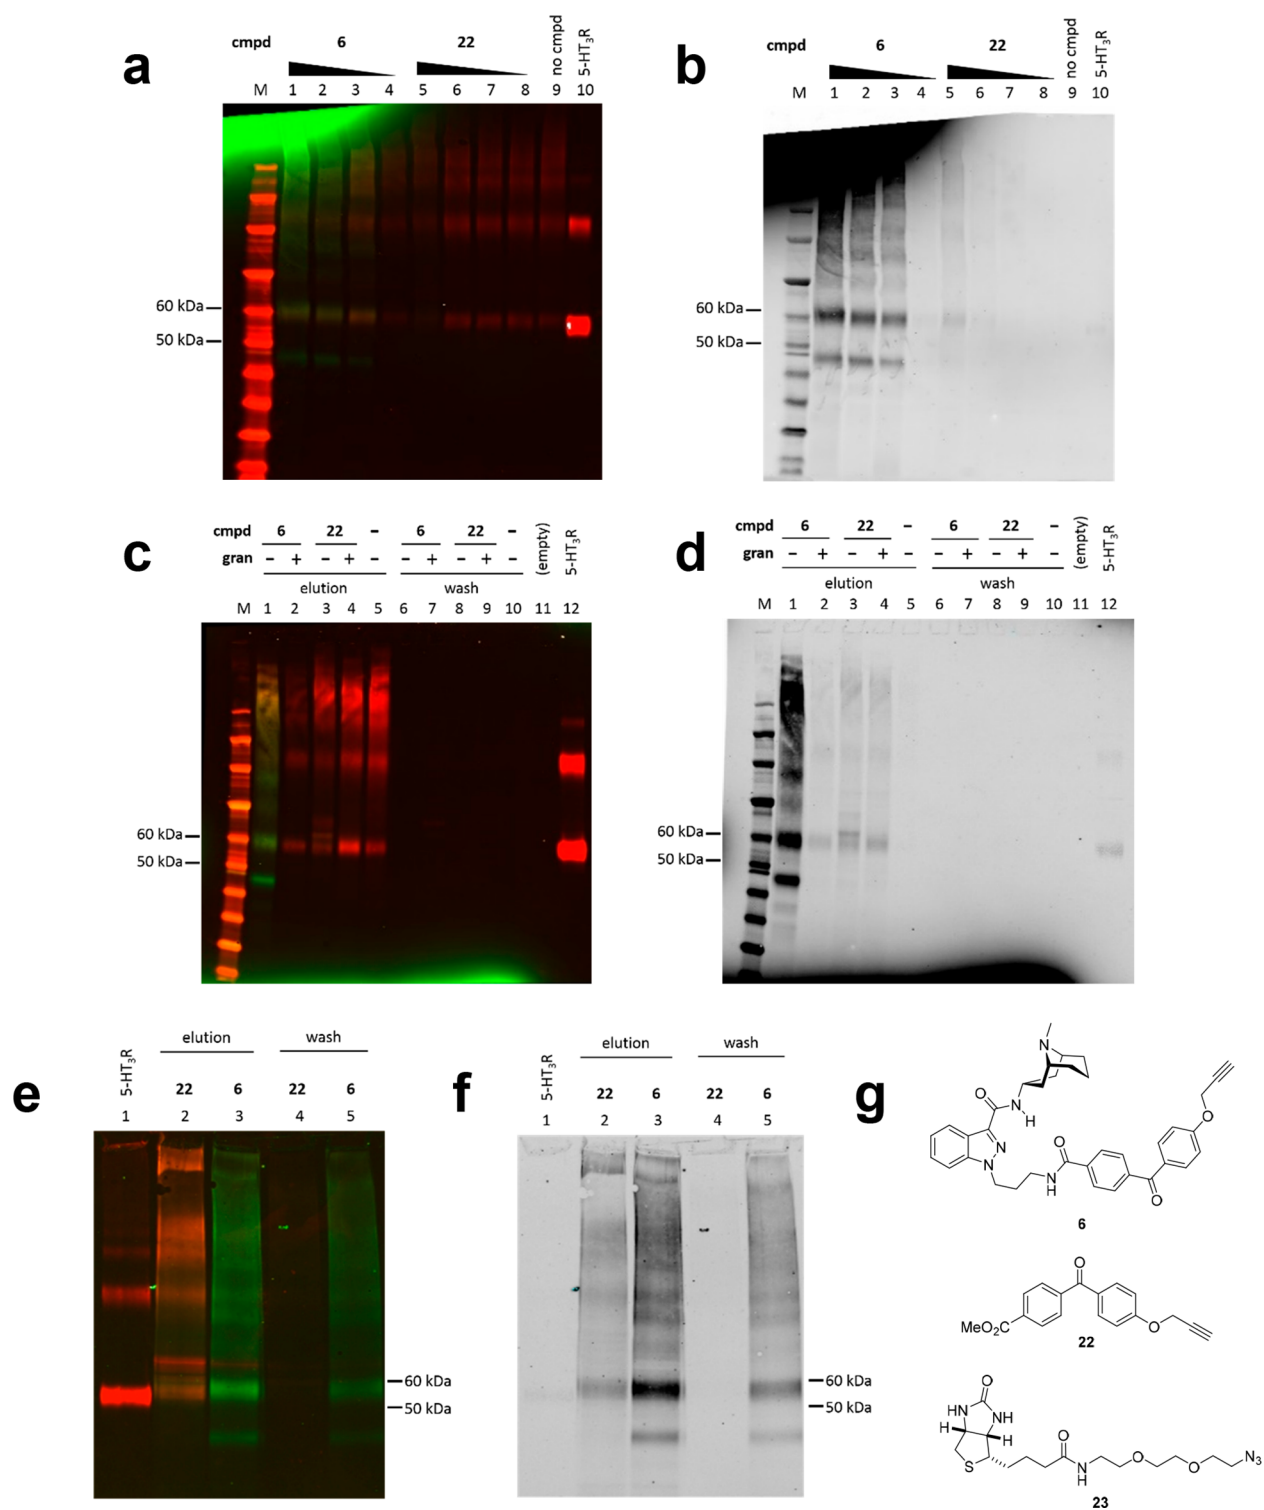 a
cmpd 6 22 no cmpd 5-HT3R
M 1 2 3 4 5 6 7 8 9 10
60 kDa
50 kDa
b
cmpd 6 22 no cmpd 5-HT3R
M 1 2 3 4 5 6 7 8 9 10
60 kDa
50 kDa
c
cmpd 6 22 – 6 22 – (empty) 5-HT3R
gran – + – + – – + – + –
elution wash
M 1 2 3 4 5 6 7 8 9 10 11 12
60 kDa
50 kDa
d
cmpd 6 22 – 6 22 – (empty) 5-HT3R
gran – + – + – – + – + –
elution wash
M 1 2 3 4 5 6 7 8 9 10 11 12
60 kDa
50 kDa
e
elution wash
5-HT3R 22 6 22 6
1 2 3 4 5
60 kDa
50 kDa
f
elution wash
5-HT3R 22 6 22 6
1 2 3 4 5
60 kDa
50 kDa
g
N
O
N
H
N
N
O
N
H
O
O
6
O
MeO2C
O
22
O
HN
NH
H
H
S
O
N
H
O
O
N3
23